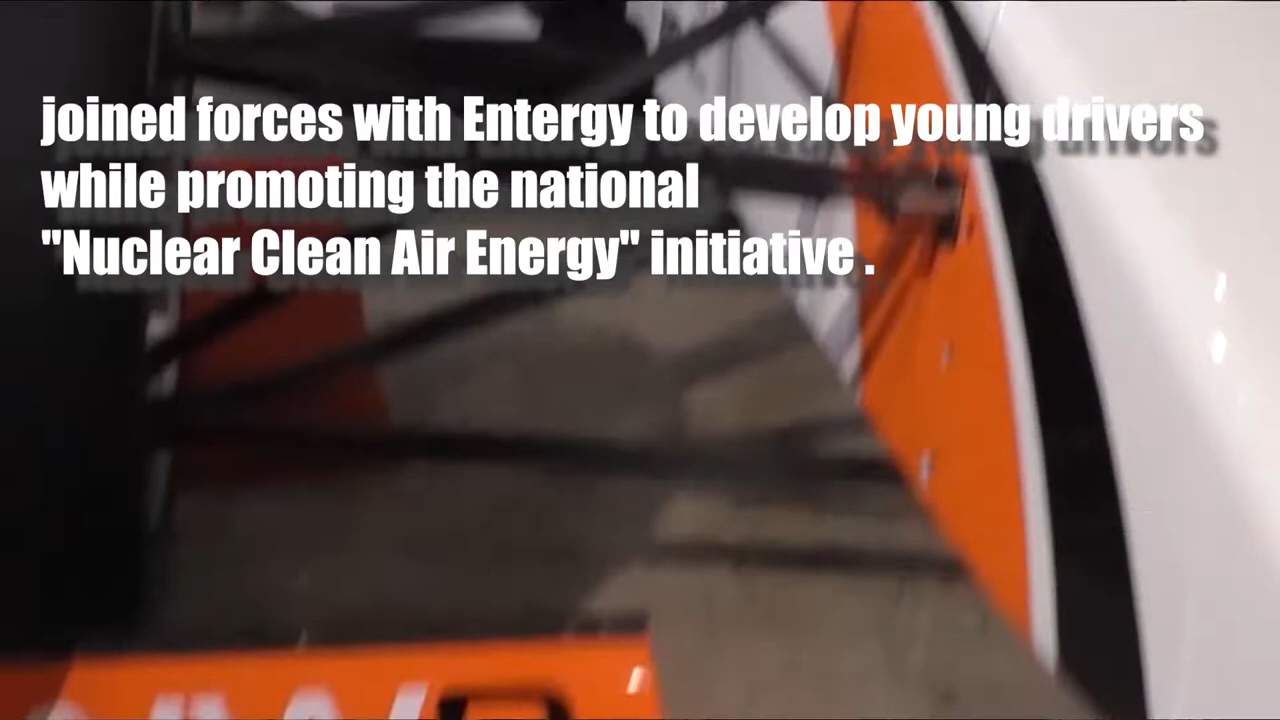 joined forces with Entergy to develop young drivers
while promoting the national
"Nuclear Clean Air Energy" initiative .